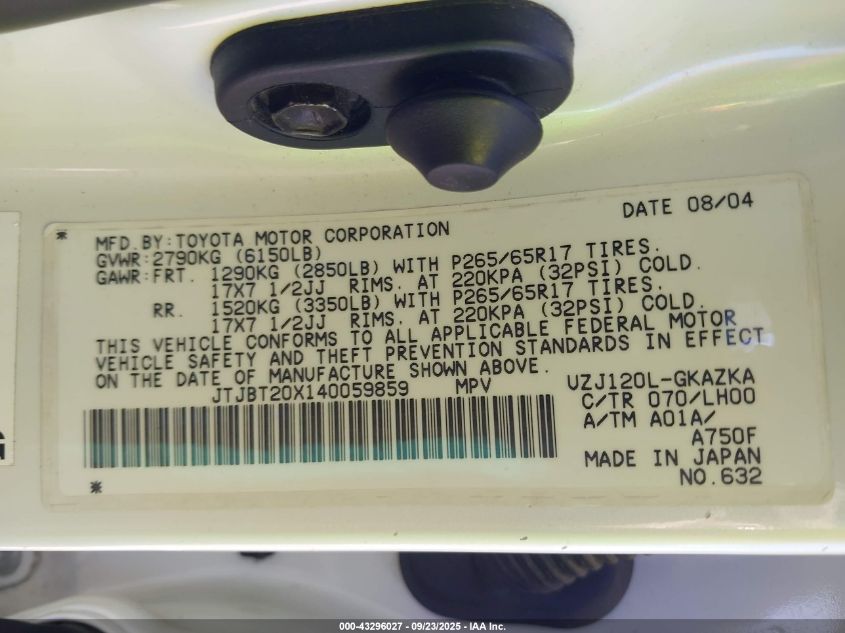 DATE 08/04
MFD. BY: TOYOTA MOTOR CORPORATION
GVWR: 2790KG (6150LB)
GAWR: FRT. 1290KG (2850LB) WITH P265/65R17 TIRES.
17X7 1/2JJ RIMS. AT 220KPA (32PSI) COLD.
RR. 1520KG (3350LB) WITH P265/65R17 TIRES.
17X7 1/2JJ RIMS. AT 220KPA (32PSI) COLD.
THIS VEHICLE CONFORMS TO ALL APPLICABLE FEDERAL MOTOR
VEHICLE SAFETY AND THEFT PREVENTION STANDARDS IN EFFECT
ON THE DATE OF MANUFACTURE SHOWN ABOVE.
JTJBT20X140059859 MPV
UZJ120L-GKAZKA
C/TR 070/LH00
A/TM A01A/
A750F
MADE IN JAPAN
NO.632
000-43296027 - 09/23/2025 - IAA Inc.